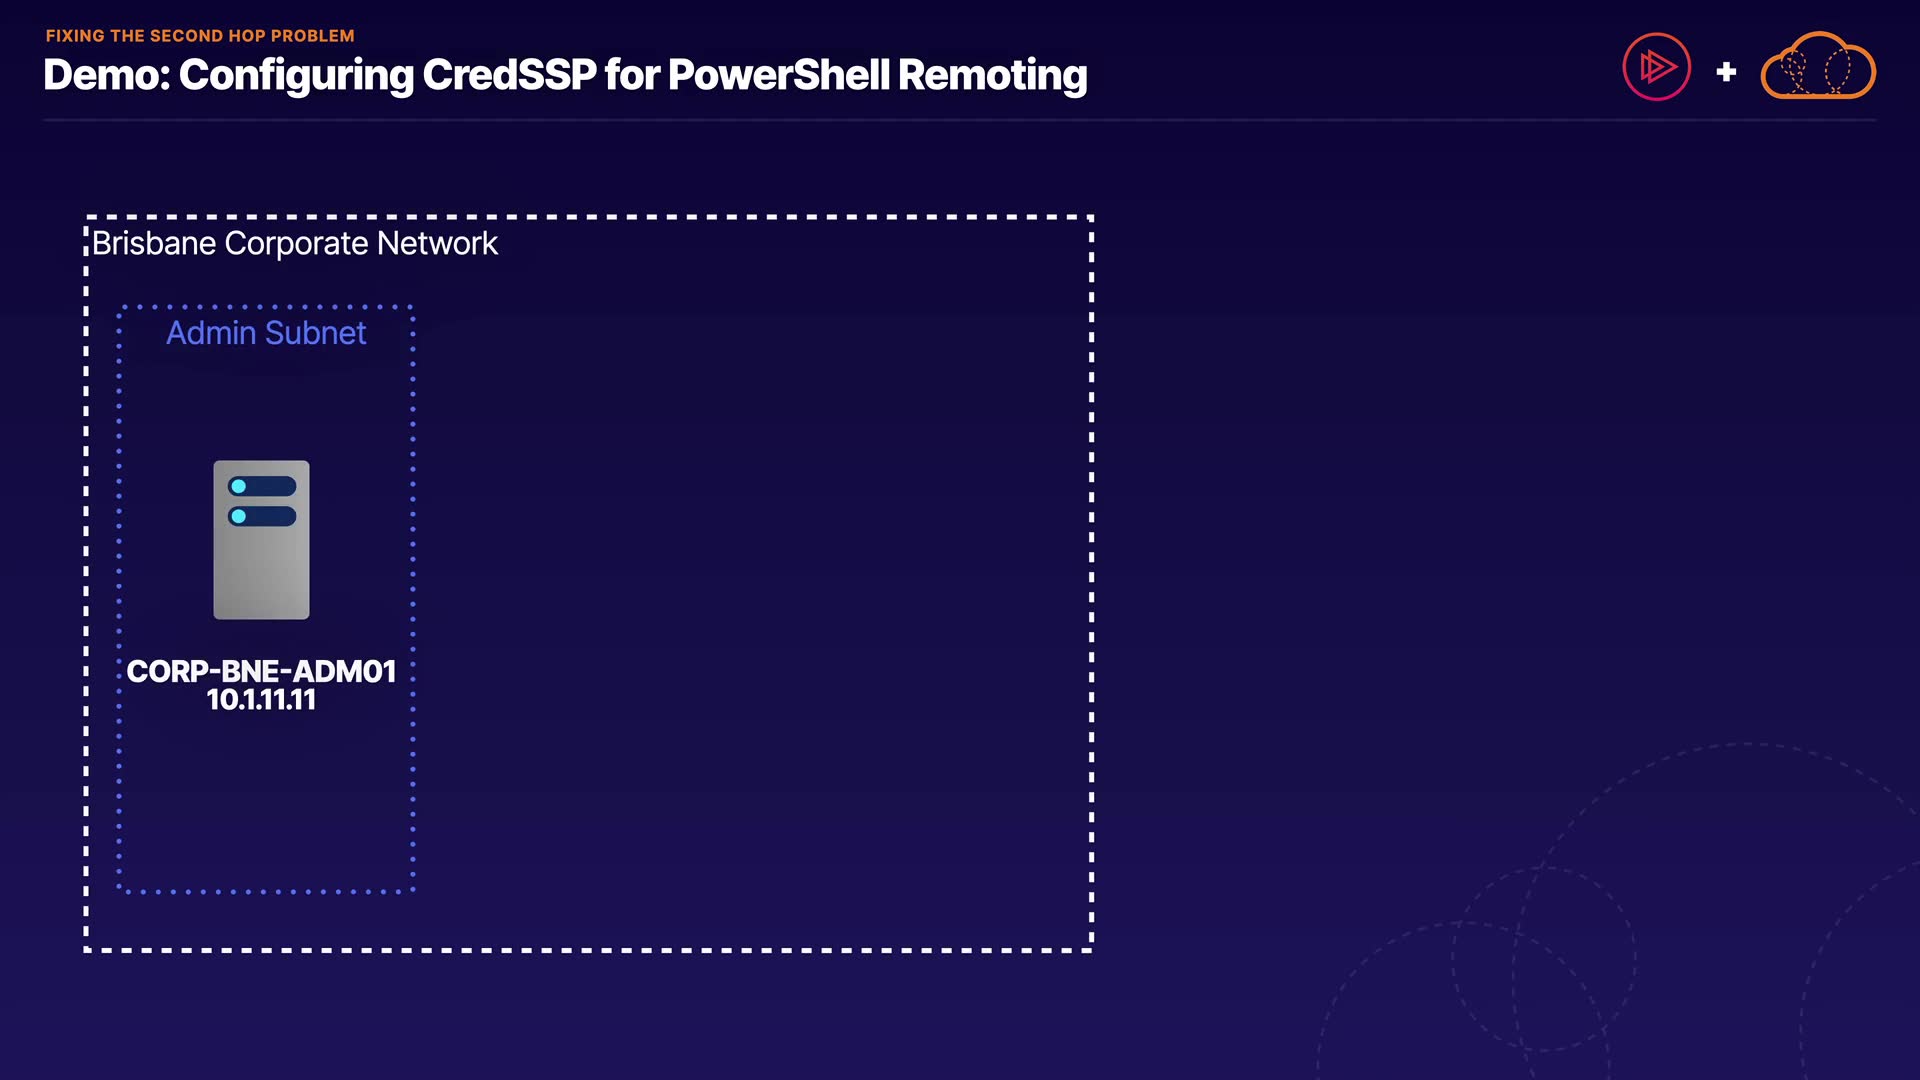 FIXING THE SECOND HOP PROBLEM
Demo: Configuring CredSSP for PowerShell Remoting
Brisbane Corporate Network
Admin Subnet
CORP-BNE-ADM01
10.1.11.11